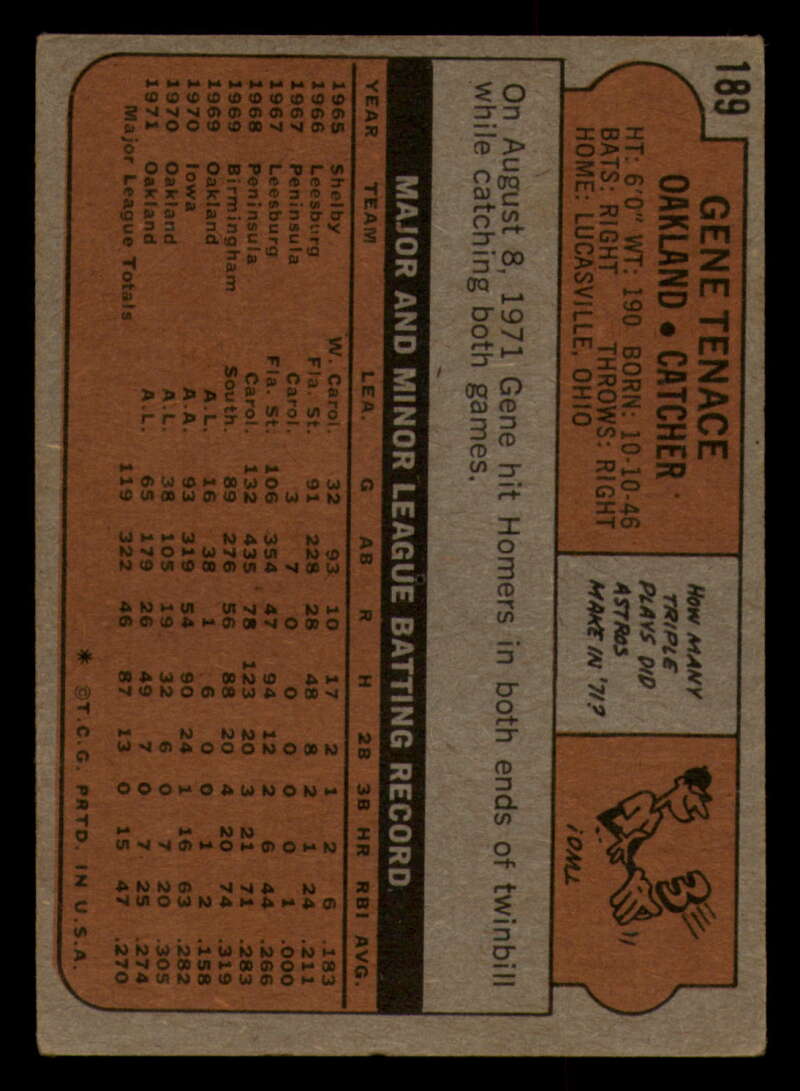 189
GENE TENACE
OAKLAND • CATCHER
HT: 6'0" WT: 190 BORN: 10-10-46
BATS: RIGHT THROWS: RIGHT
HOME: LUCASVILLE, OHIO
HOW MANY
TRIPLE
PLAYS DID
ASTROS
MAKE IN '71?
TWO!
On August 8, 1971 Gene hit Homers in both ends of twinbill
while catching both games.
MAJOR AND MINOR LEAGUE BATTING RECORD
YEAR TEAM LEA. G AB R H 2B 3B HR RBI AVG.
1965 Shelby W. Carol. 32 93 10 17 2 1 2 6 .183
1966 Leesburg Fla. St. 91 228 28 48 8 2 1 24 .211
1967 Peninsula Carol. 3 7 0 0 0 0 0 1 .000
1967 Leesburg Fla. St. 106 354 47 94 12 2 6 44 .266
1968 Peninsula Carol. 132 435 78 123 20 3 21 71 .283
1969 Birmingham South. 89 276 56 88 20 4 20 74 .319
1969 Oakland A.L. 16 38 1 6 0 0 1 2 .158
1970 Iowa A.A. 93 319 54 90 24 1 16 63 .282
1970 Oakland A.L. 38 105 19 32 6 0 7 20 .305
1971 Oakland A.L. 65 179 26 49 7 0 7 25 .274
Major League Totals 119 322 46 87 13 0 15 47 .270
* ©T.C.G. PRTD. IN U.S.A.